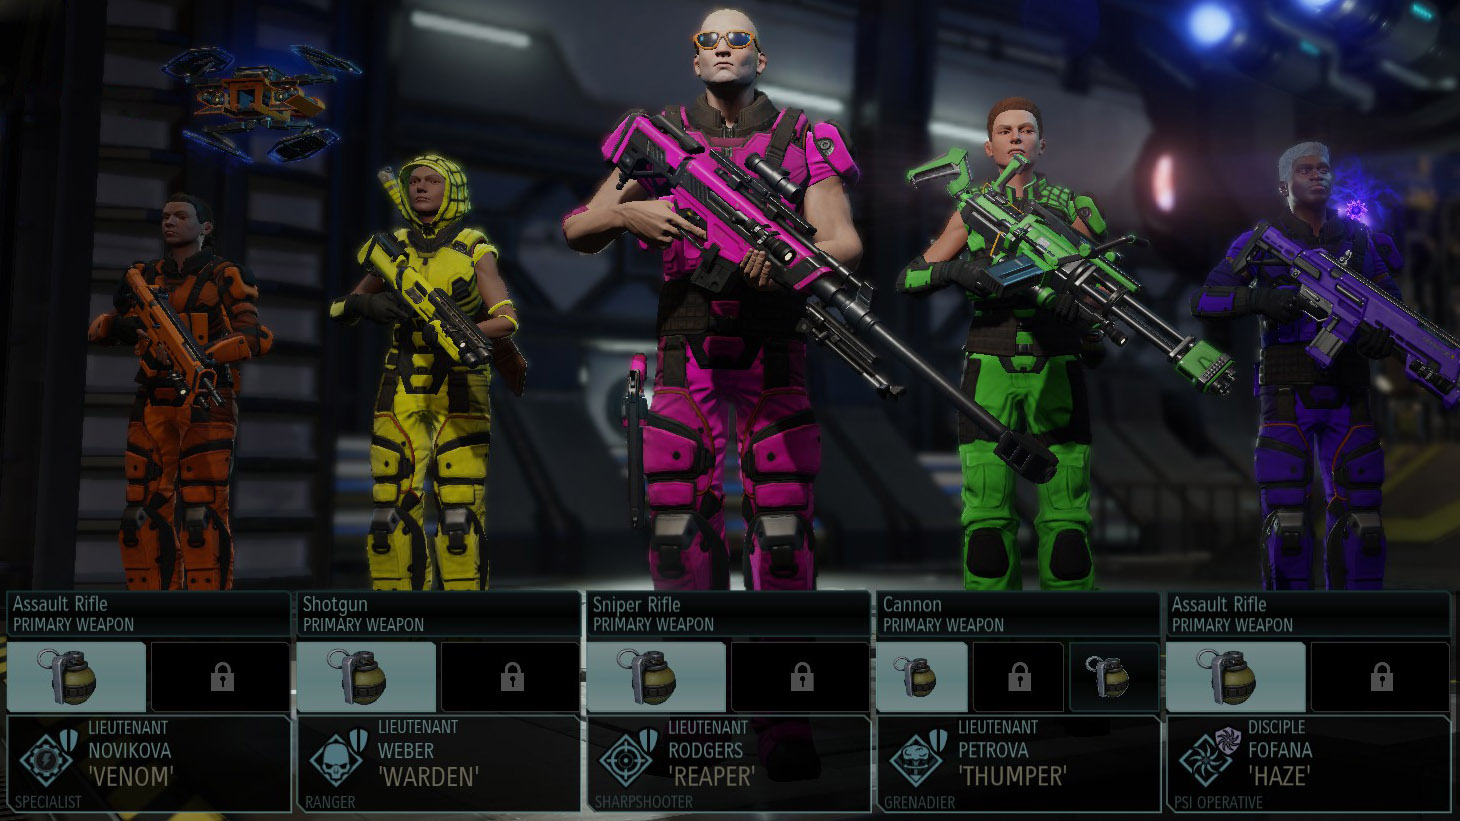 Assault Rifle
PRIMARY WEAPON
LIEUTENANT
NOVIKOVA
'VENOM'
SPECIALIST
Shotgun
PRIMARY WEAPON
LIEUTENANT
WEBER
'WARDEN'
RANGER
Sniper Rifle
PRIMARY WEAPON
LIEUTENANT
RODGERS
'REAPER'
SHARPSHOOTER
Cannon
PRIMARY WEAPON
LIEUTENANT
PETROVA
'THUMPER'
GRENADIER
Assault Rifle
PRIMARY WEAPON
DISCIPLE
FOFANA
'HAZE'
PSI OPERATIVE